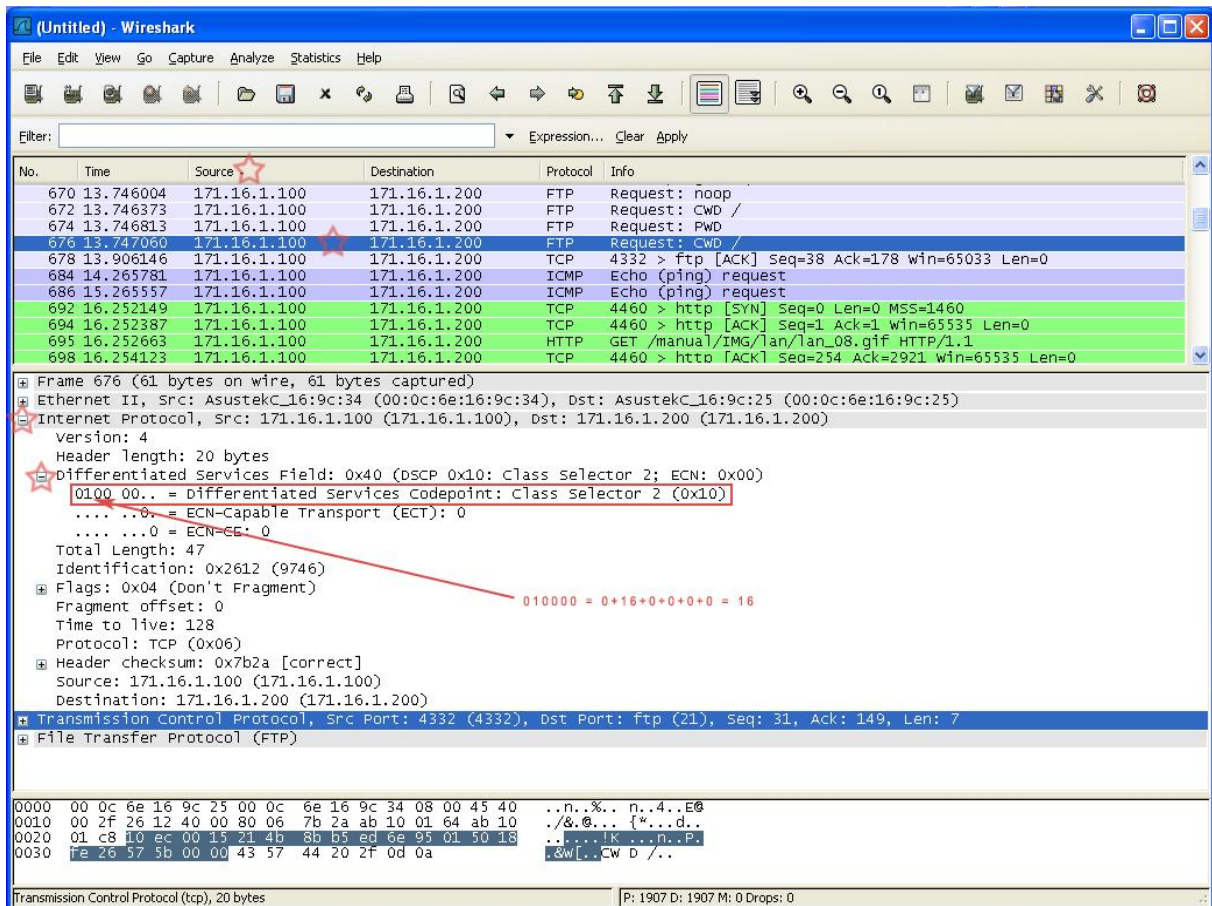 (Untitled) - Wireshark
File Edit View Go Capture Analyze Statistics Help
Filter: Expression... Clear Apply
No. Time Source Destination Protocol Info
670 13.746004 171.16.1.100 171.16.1.200 FTP Request: noop
672 13.746373 171.16.1.100 171.16.1.200 FTP Request: CWD /
674 13.746813 171.16.1.100 171.16.1.200 FTP Request: PWD
676 13.747060 171.16.1.100 171.16.1.200 FTP Request: CWD /
678 13.906146 171.16.1.100 171.16.1.200 TCP 4332 > ftp [ACK] Seq=38 Ack=178 Win=65033 Len=0
684 14.265781 171.16.1.100 171.16.1.200 ICMP Echo (ping) request
686 15.265557 171.16.1.100 171.16.1.200 ICMP Echo (ping) request
692 16.252149 171.16.1.100 171.16.1.200 TCP 4460 > http [SYN] Seq=0 Len=0 MSS=1460
694 16.252387 171.16.1.100 171.16.1.200 TCP 4460 > http [ACK] Seq=1 Ack=1 Win=65535 Len=0
695 16.252663 171.16.1.100 171.16.1.200 HTTP GET /manual/IMG/lan/lan_08.gif HTTP/1.1
698 16.254123 171.16.1.100 171.16.1.200 TCP 4460 > http [ACK] Seq=254 Ack=2921 Win=65535 Len=0
Frame 676 (61 bytes on wire, 61 bytes captured)
Ethernet II, Src: AsustekC_16:9c:34 (00:0c:6e:16:9c:34), Dst: AsustekC_16:9c:25 (00:0c:6e:16:9c:25)
Internet Protocol, Src: 171.16.1.100 (171.16.1.100), Dst: 171.16.1.200 (171.16.1.200)
Version: 4
Header length: 20 bytes
Differentiated Services Field: 0x40 (DSCP 0x10: Class Selector 2; ECN: 0x00)
0100 00.. = Differentiated Services Codepoint: Class Selector 2 (0x10)
.... ..0. = ECN-Capable Transport (ECT): 0
.... ...0 = ECN-CE: 0
Total Length: 47
Identification: 0x2612 (9746)
Flags: 0x04 (Don't Fragment)
Fragment offset: 0
010000 = 0+16+0+0+0+0 = 16
Time to live: 128
Protocol: TCP (0x06)
Header checksum: 0x7b2a [correct]
Source: 171.16.1.100 (171.16.1.100)
Destination: 171.16.1.200 (171.16.1.200)
Transmission Control Protocol, Src Port: 4332 (4332), Dst Port: ftp (21), Seq: 31, Ack: 149, Len: 7
File Transfer Protocol (FTP)
0000 00 0c 6e 16 9c 25 00 0c 6e 16 9c 34 08 00 45 40 ..n..%.. n..4..E@
0010 00 2f 26 12 40 00 80 06 7b 2a ab 10 01 64 ab 10 ./&.@... {*...d..
0020 01 c8 10 ec 00 15 21 4b 8b b5 ed 6e 95 01 50 18 ......!K ...n..P.
0030 fe 26 57 5b 00 00 43 57 44 20 2f 0d 0a .&W[..CW D /..
Transmission Control Protocol (tcp), 20 bytes P: 1907 D: 1907 M: 0 Drops: 0